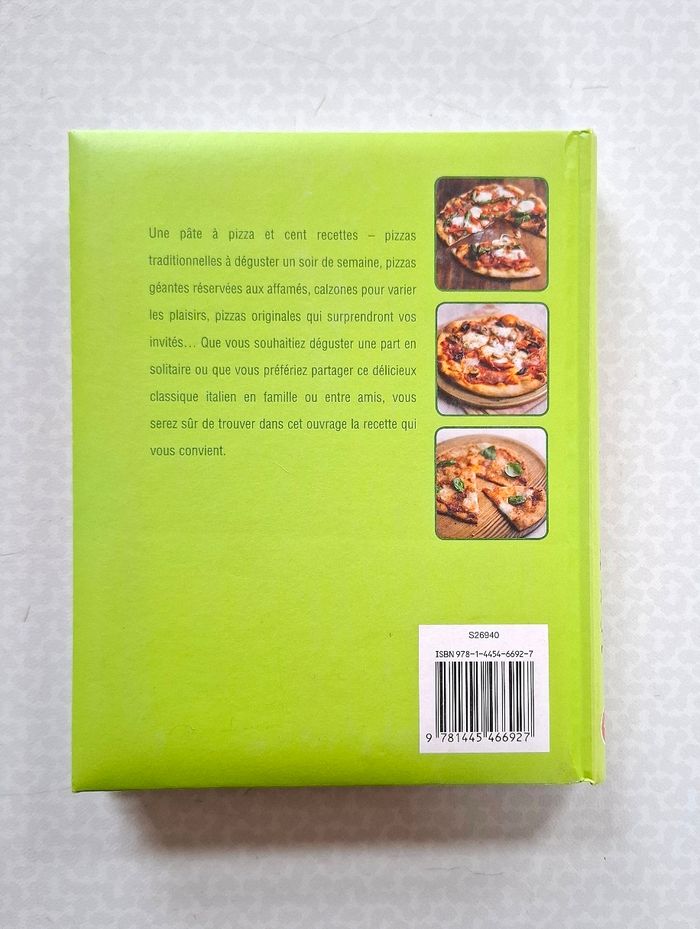 Une pâte à pizza et cent recettes – pizzas
traditionnelles à déguster un soir de semaine, pizzas
géantes réservées aux affamés, calzones pour varier
les plaisirs, pizzas originales qui surprendront vos
invités… Que vous souhaitiez déguster une part en
solitaire ou que vous préfériez partager ce délicieux
classique italien en famille ou entre amis, vous
serez sûr de trouver dans cet ouvrage la recette qui
vous convient.
S26940
ISBN 978-1-4454-6692-7
9 781445 466927